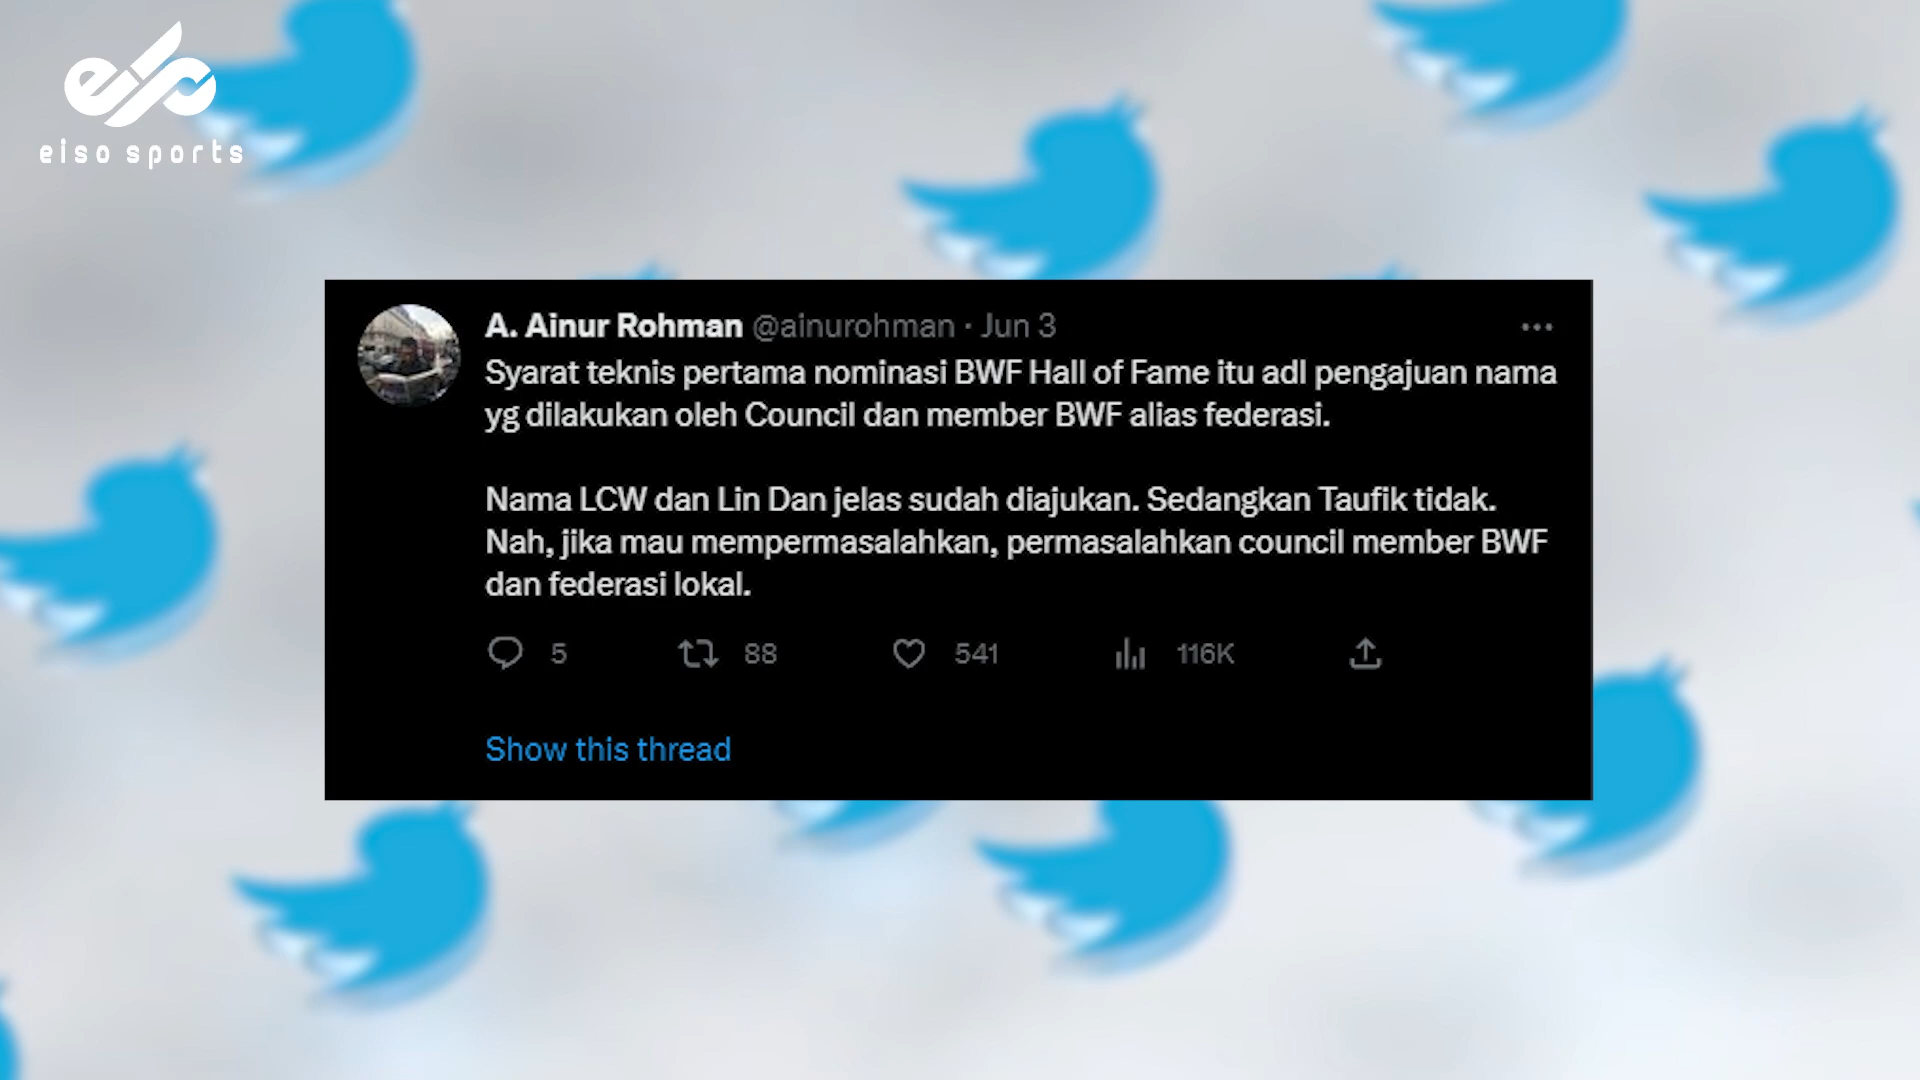 eiso sports
A. Ainur Rohman @ainurohman · Jun 3
Syarat teknis pertama nominasi BWF Hall of Fame itu adl pengajuan nama
yg dilakukan oleh Council dan member BWF alias federasi.
Nama LCW dan Lin Dan jelas sudah diajukan. Sedangkan Taufik tidak.
Nah, jika mau mempermasalahkan, permasalahkan council member BWF
dan federasi lokal.
5 88 541 116K
Show this thread